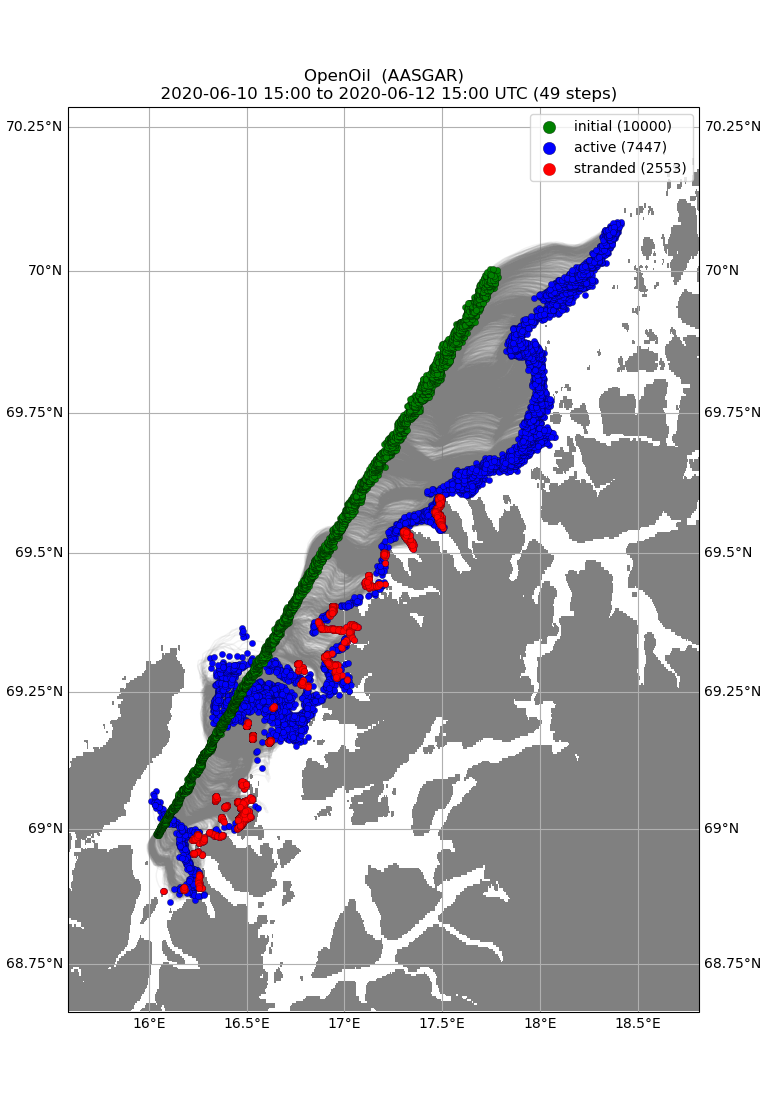 OpenOil (AASGAR)
2020-06-10 15:00 to 2020-06-12 15:00 UTC (49 steps)
initial (10000)
active (7447)
stranded (2553)
70.25°N 70.25°N
70°N 70°N
69.75°N 69.75°N
69.5°N 69.5°N
69.25°N 69.25°N
69°N 69°N
68.75°N 68.75°N
16°E 16.5°E 17°E 17.5°E 18°E 18.5°E